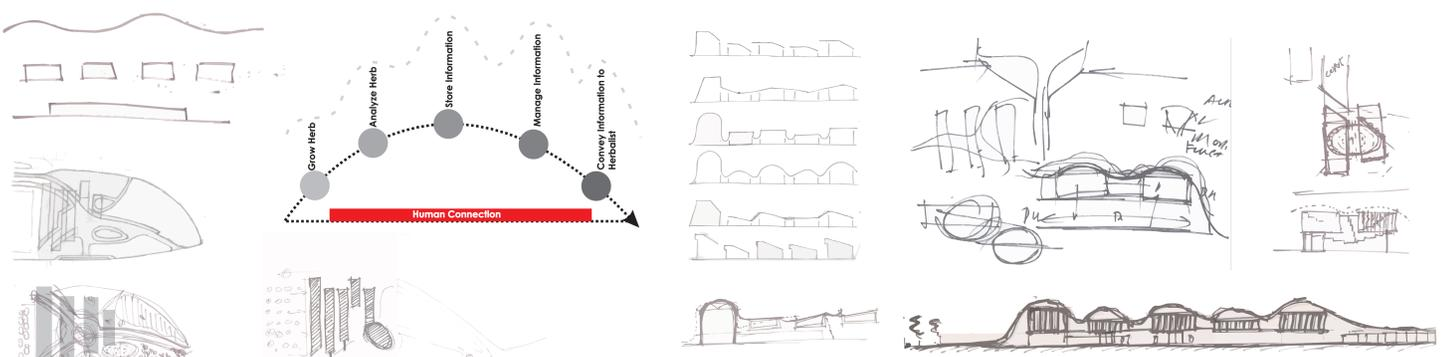 Grow Herb
Analyze Herb
Store Information
Manage Information
Convey Information to
Herbalist
Human Connection